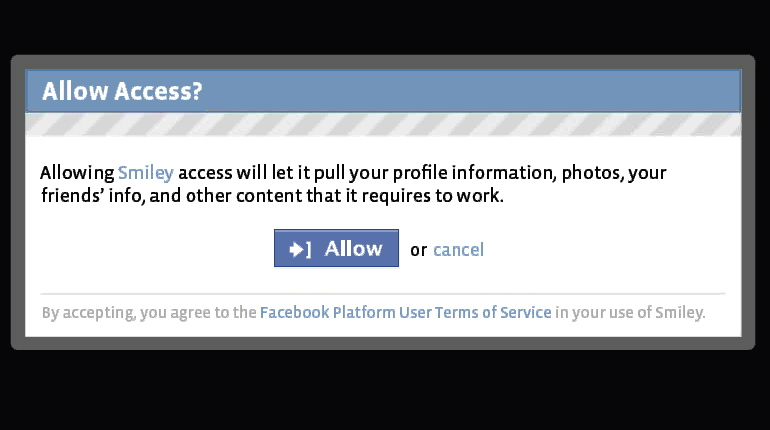 Allow Access?
Allowing Smiley access will let it pull your profile information, photos, your
friends’ info, and other content that it requires to work.
Allow or cancel
By accepting, you agree to the Facebook Platform User Terms of Service in your use of Smiley.